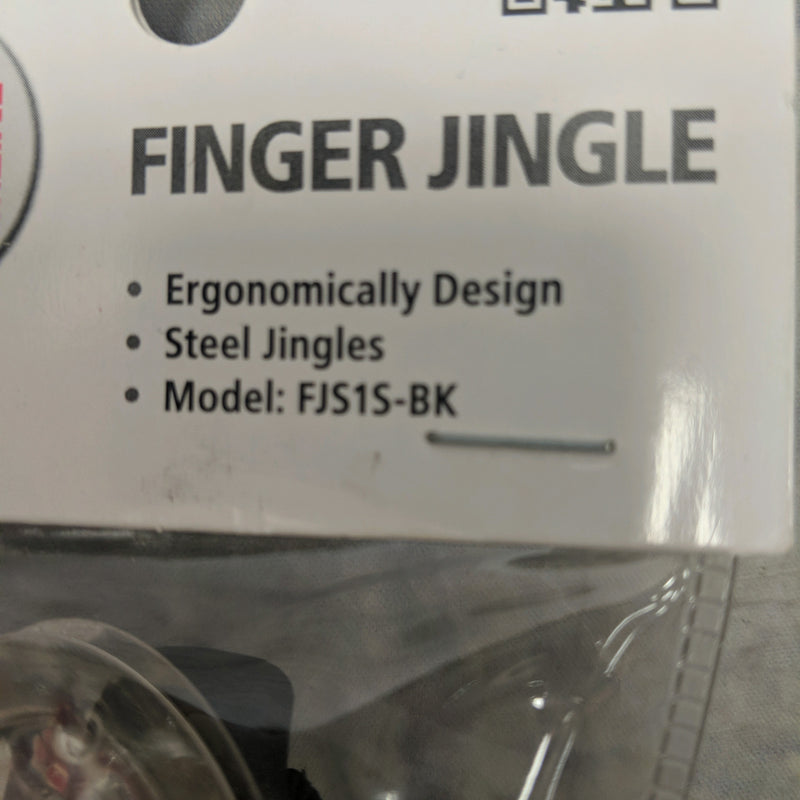 FINGER JINGLE
• Ergonomically Design
• Steel Jingles
• Model: FJS1S-BK